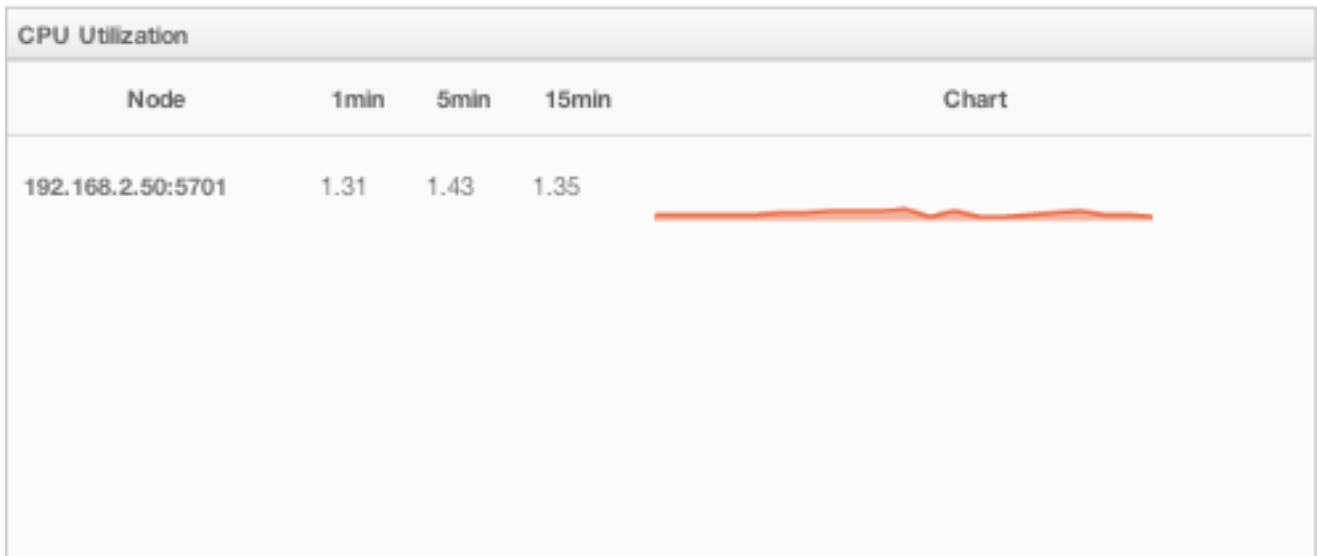 CPU Utilization
Node 1min 5min 15min Chart
192.168.2.50:5701 1.31 1.43 1.35